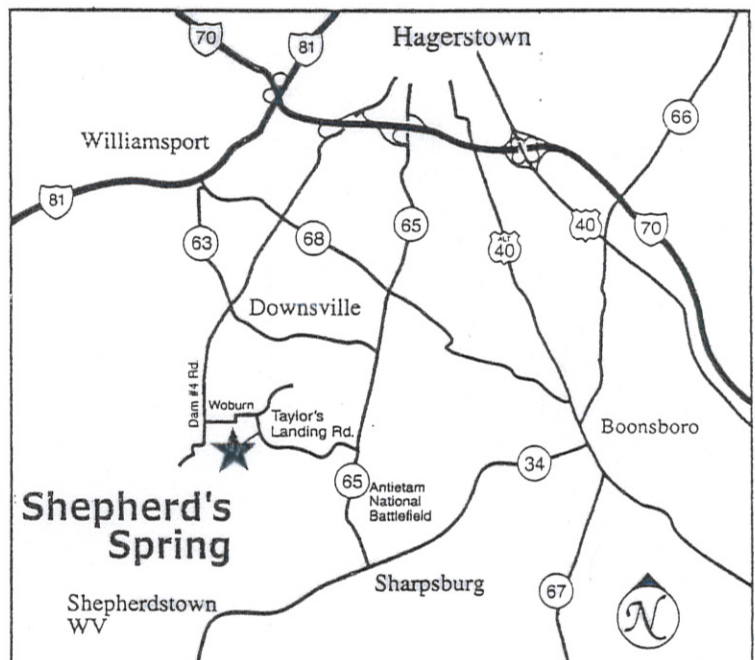 70
81
Hagerstown
66
Williamsport
81
63
68
65
ALT
40
40
70
Downsville
Dam #4 Rd.
Woburn
Taylor's
Landing Rd.
Boonsboro
34
65
Antietam
National
Battlefield
Shepherd's
Spring
Sharpsburg
67
Shepherdstown
WV
N